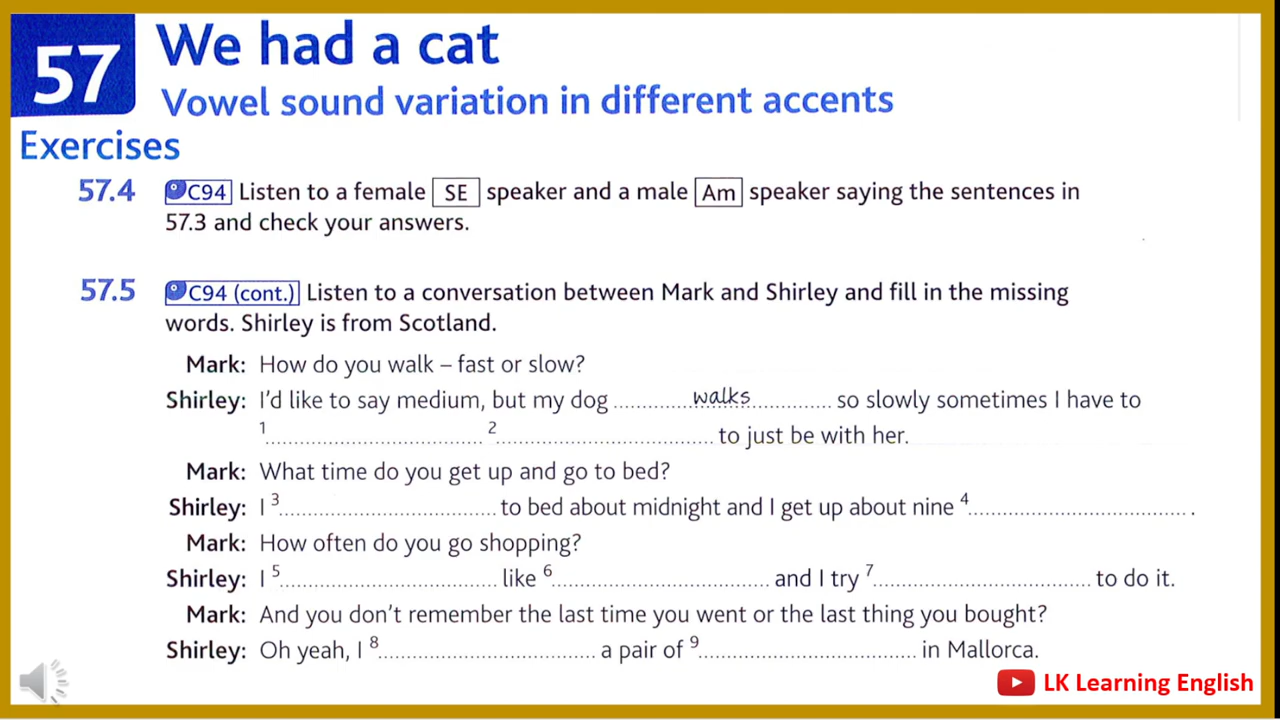 57
We had a cat
Vowel sound variation in different accents
Exercises
57.4 C94 Listen to a female SE speaker and a male Am speaker saying the sentences in
57.3 and check your answers.
57.5 C94 (cont.) Listen to a conversation between Mark and Shirley and fill in the missing
words. Shirley is from Scotland.
Mark: How do you walk – fast or slow?
Shirley: I'd like to say medium, but my dog ........walks........ so slowly sometimes I have to
1........................ 2........................ to just be with her.
Mark: What time do you get up and go to bed?
Shirley: I 3........................ to bed about midnight and I get up about nine 4........................ .
Mark: How often do you go shopping?
Shirley: I 5........................ like 6........................ and I try 7........................ to do it.
Mark: And you don't remember the last time you went or the last thing you bought?
Shirley: Oh yeah, I 8........................ a pair of 9........................ in Mallorca.
LK Learning English